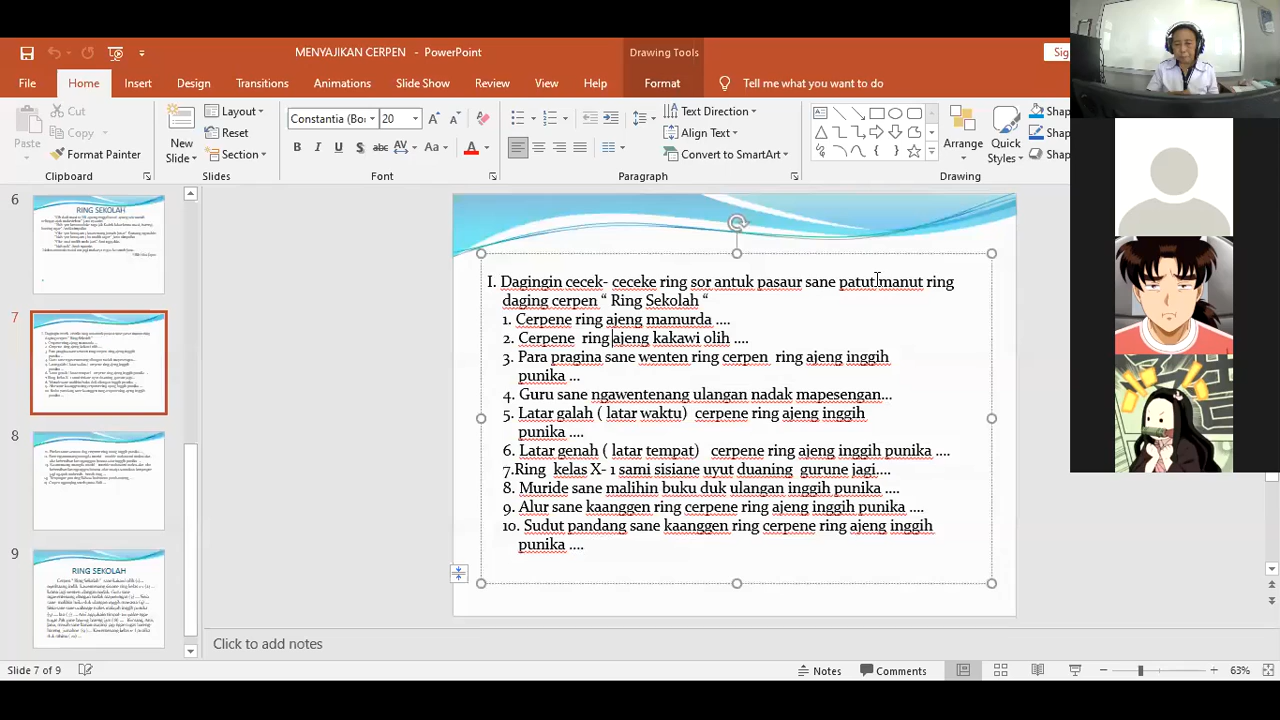 MENYAJIKAN CERPEN - PowerPoint
Drawing Tools
Sig
File Home Insert Design Transitions Animations Slide Show Review View Help Format Tell me what you want to do
Cut
Copy
Format Painter
Paste
Clipboard
New Slide
Layout
Reset
Section
Slides
Constantia (Bo 20
B I U S abc AV Aa A
Font
Text Direction
Align Text
Convert to SmartArt
Paragraph
Arrange
Quick Styles
Shap
Shap
Shap
Drawing
6
RING SEKOLAH
7
8
9
RING SEKOLAH
I. Dagingin cecek- ceceke ring sor antuk pasaur sane patut manut ring
daging cerpen “ Ring Sekolah “
1. Cerpene ring ajeng mamurda ....
2. Cerpene ring ajeng kakawi olih ....
3. Para pragina sane wenten ring cerpen ring ajeng inggih
punika ...
4. Guru sane ngawentenang ulangan nadak mapesengan...
5. Latar galah ( latar waktu) cerpene ring ajeng inggih
punika ....
6. Latar genah ( latar tempat) cerpene ring ajeng inggih punika ....
7.Ring kelas X- 1 sami sisiane uyut duaning gurune jagi....
8. Muride sane malihin buku duk ulangan inggih punika ....
9. Alur sane kaanggen ring cerpene ring ajeng inggih punika ....
10. Sudut pandang sane kaanggen ring cerpene ring ajeng inggih
punika ....
Click to add notes
Slide 7 of 9
Notes
Comments
63%